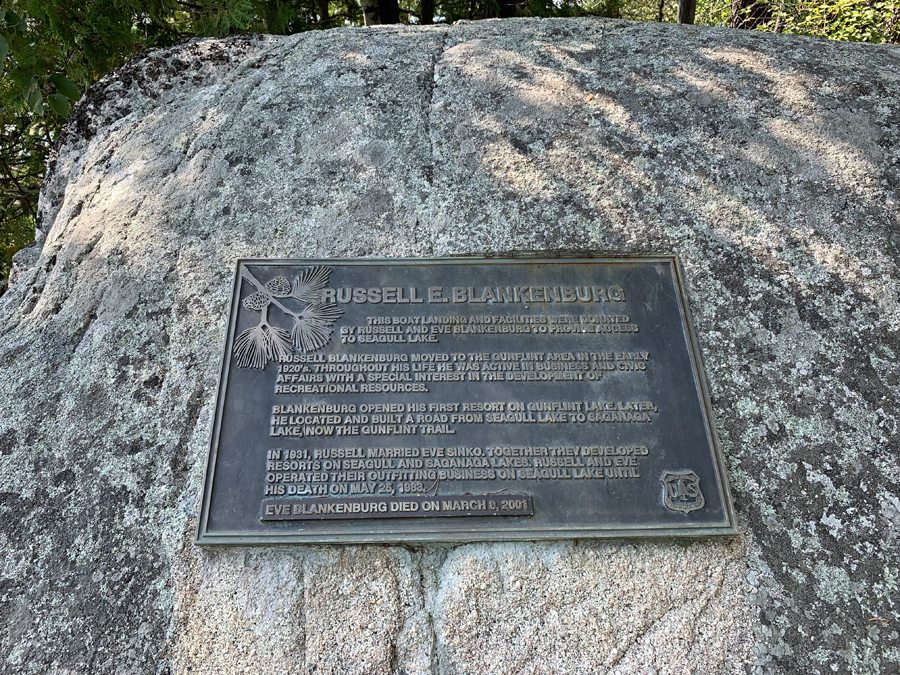 RUSSELL E. BLANKENBURG
THIS BOAT LANDING AND FACILITIES WERE DONATED
BY RUSSELL AND EVE BLANKENBURG TO PROVIDE ACCESS
TO SEAGULL LAKE.
RUSSELL BLANKENBURG MOVED TO THE GUNFLINT AREA IN THE EARLY
1920's. THROUGHOUT HIS LIFE HE WAS ACTIVE IN BUSINESS AND CIVIC
AFFAIRS WITH A SPECIAL INTEREST IN THE DEVELOPMENT OF
RECREATIONAL RESOURCES.
BLANKENBURG OPENED HIS FIRST RESORT ON GUNFLINT LAKE. LATER,
HE LOCATED AND BUILT A ROAD FROM SEAGULL LAKE TO SAGANAGA
LAKE, NOW THE GUNFLINT TRAIL.
IN 1931, RUSSELL MARRIED EVE SINKO. TOGETHER THEY DEVELOPED
RESORTS ON SEAGULL AND SAGANAGA LAKES. RUSSELL AND EVE
OPERATED THEIR OUTFITTING BUSINESS ON SEAGULL LAKE UNTIL
HIS DEATH ON MAY 25, 1983.
EVE BLANKENBURG DIED ON MARCH 8, 2001
US